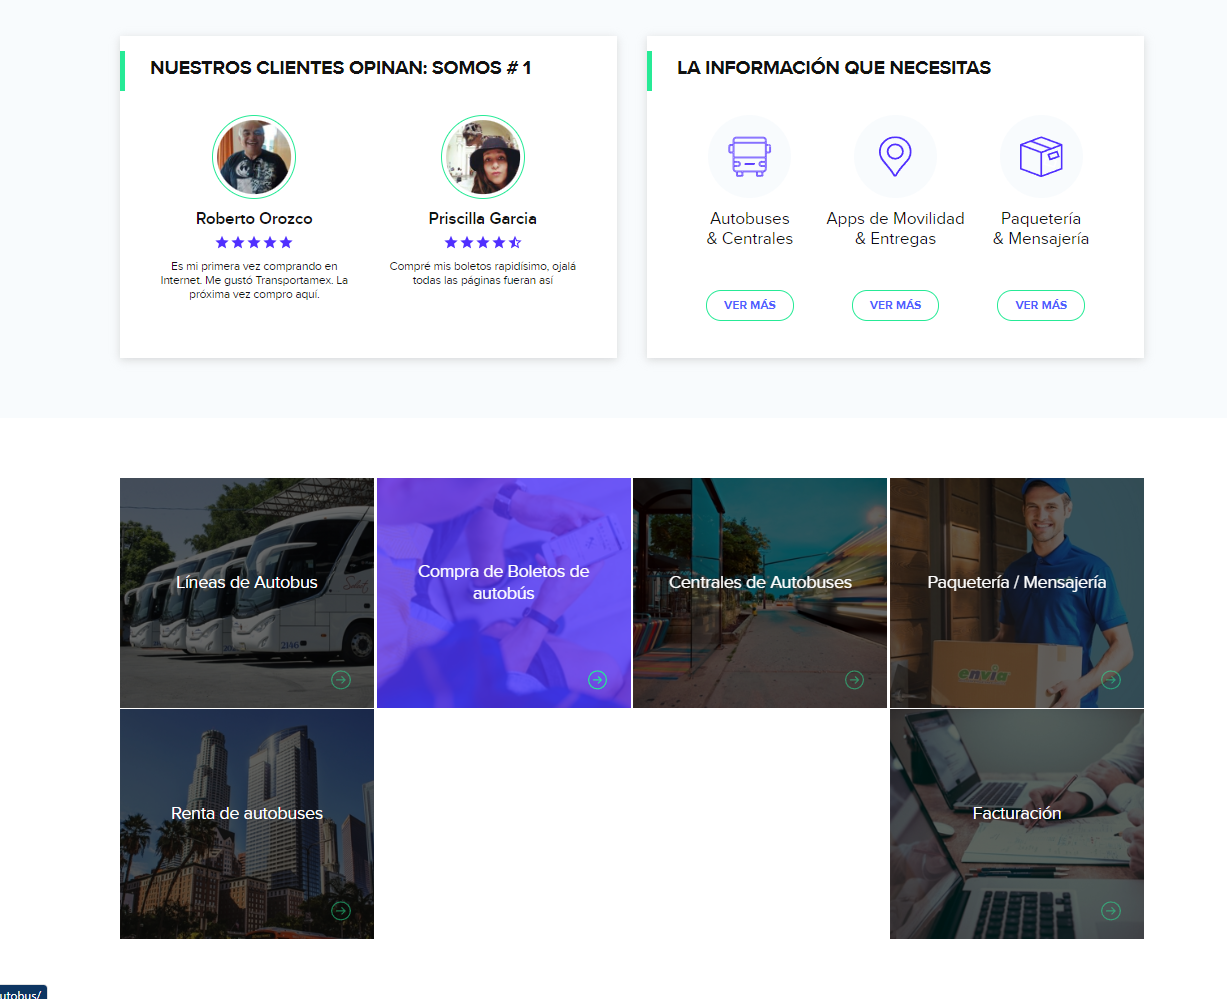 NUESTROS CLIENTES OPINAN: SOMOS # 1
Roberto Orozco
Es mi primera vez comprando en
Internet. Me gustó Transportamex. La
próxima vez compro aquí.
Priscilla Garcia
Compré mis boletos rapidísimo, ojalá
todas las páginas fueran así
LA INFORMACIÓN QUE NECESITAS
Autobuses
& Centrales
VER MÁS
Apps de Movilidad
& Entregas
VER MÁS
Paquetería
& Mensajería
VER MÁS
Líneas de Autobus
2146
Compra de Boletos de
autobús
Centrales de Autobuses
Paquetería / Mensajería
envia
Renta de autobuses
Facturación
utobus/